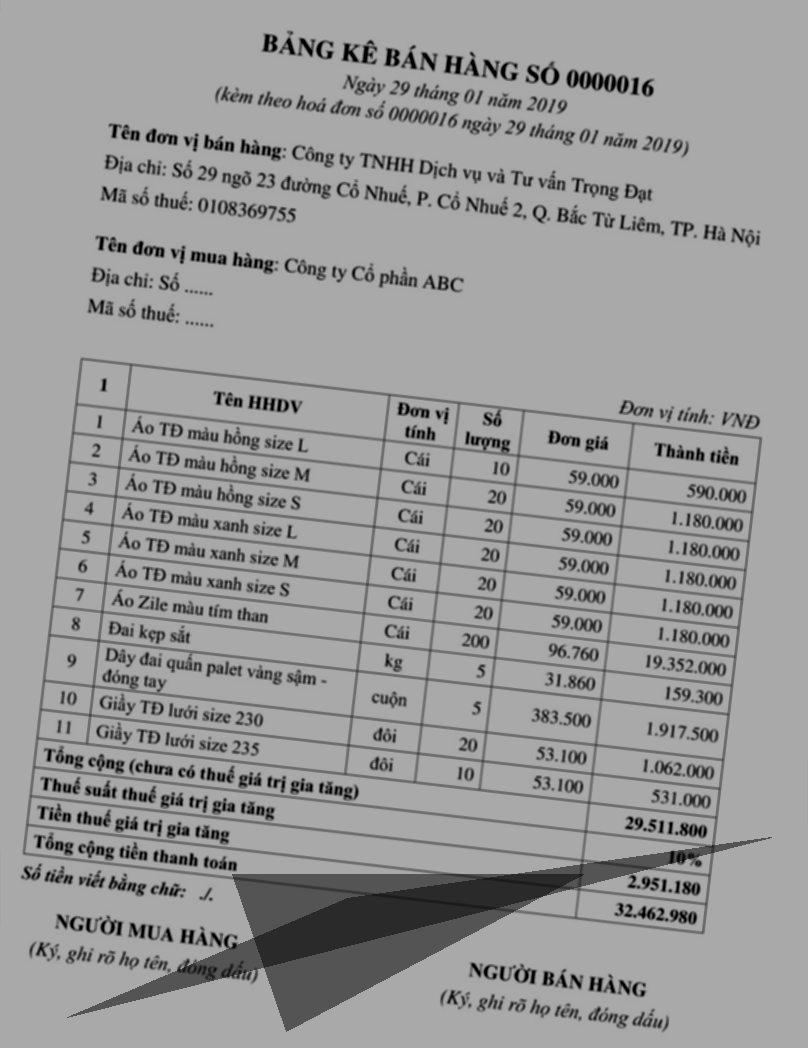 BẢNG KÊ BÁN HÀNG SỐ 0000016
Ngày 29 tháng 01 năm 2019
(kèm theo hoá đơn số 0000016 ngày 29 tháng 01 năm 2019)
Tên đơn vị bán hàng: Công ty TNHH Dịch vụ và Tư vấn Trọng Đạt
Địa chỉ: Số 29 ngõ 23 đường Cổ Nhuế, P. Cổ Nhuế 2, Q. Bắc Từ Liêm, TP. Hà Nội
Mã số thuế: 0108369755
Tên đơn vị mua hàng: Công ty Cổ phần ABC
Địa chỉ: Số ......
Mã số thuế: ......
Đơn vị tính: VNĐ
1 Tên HHDV Đơn vị tính Số lượng Đơn giá Thành tiền
1 Áo TĐ màu hồng size L Cái 10 59.000 590.000
2 Áo TĐ màu hồng size M Cái 20 59.000 1.180.000
3 Áo TĐ màu hồng size S Cái 20 59.000 1.180.000
4 Áo TĐ màu xanh size L Cái 20 59.000 1.180.000
5 Áo TĐ màu xanh size M Cái 20 59.000 1.180.000
6 Áo TĐ màu xanh size S Cái 20 59.000 1.180.000
7 Áo Zile màu tím than Cái 200 96.760 19.352.000
8 Đai kẹp sắt kg 5 31.860 159.300
9 Dây đai quấn palet vàng sậm -
đóng tay cuộn 5 383.500 1.917.500
10 Giầy TĐ lưới size 230 đôi 20 53.100 1.062.000
11 Giầy TĐ lưới size 235 đôi 10 53.100 531.000
Tổng cộng (chưa có thuế giá trị gia tăng) 29.511.800
Thuế suất thuế giá trị gia tăng 10%
Tiền thuế giá trị gia tăng 2.951.180
Tổng cộng tiền thanh toán 32.462.980
Số tiền viết bằng chữ: ./.
NGƯỜI MUA HÀNG
(Ký, ghi rõ họ tên, đóng dấu)
NGƯỜI BÁN HÀNG
(Ký, ghi rõ họ tên, đóng dấu)